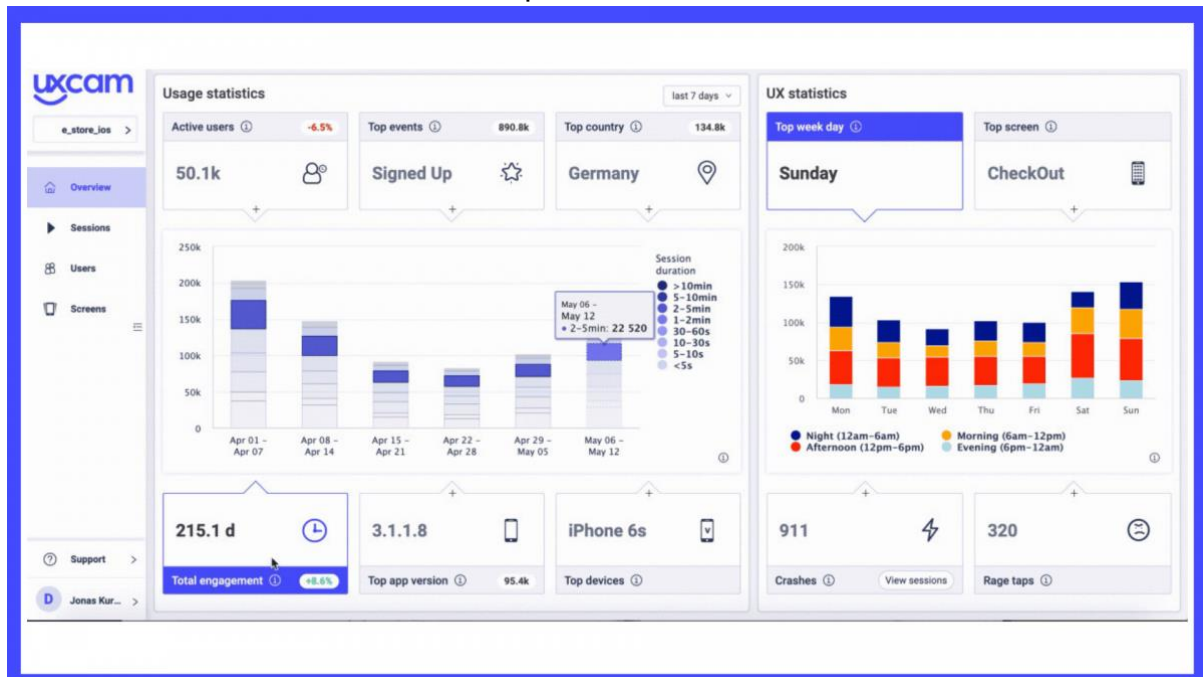 uxcam
e_store_ios >
Overview
Sessions
Users
Screens
Support >
D Jonas Kur... >
Usage statistics
last 7 days
Active users -6.5%
50.1k
Top events 890.8k
Signed Up
Top country 134.8k
Germany
250k
200k
150k
100k
50k
0
Apr 01 –
Apr 07
Apr 08 –
Apr 14
Apr 15 –
Apr 21
Apr 22 –
Apr 28
Apr 29 –
May 05
May 06 –
May 12
May 06 –
May 12
• 2–5min: 22 520
Session
duration
>10min
5–10min
2–5min
1–2min
30–60s
10–30s
5–10s
<5s
215.1 d
Total engagement +8.6%
3.1.1.8
Top app version 95.4k
iPhone 6s
Top devices
UX statistics
Top week day
Sunday
Top screen
CheckOut
200k
150k
100k
50k
0
Mon Tue Wed Thu Fri Sat Sun
Night (12am–6am) Morning (6am–12pm)
Afternoon (12pm–6pm) Evening (6pm–12am)
911
Crashes View sessions
320
Rage taps